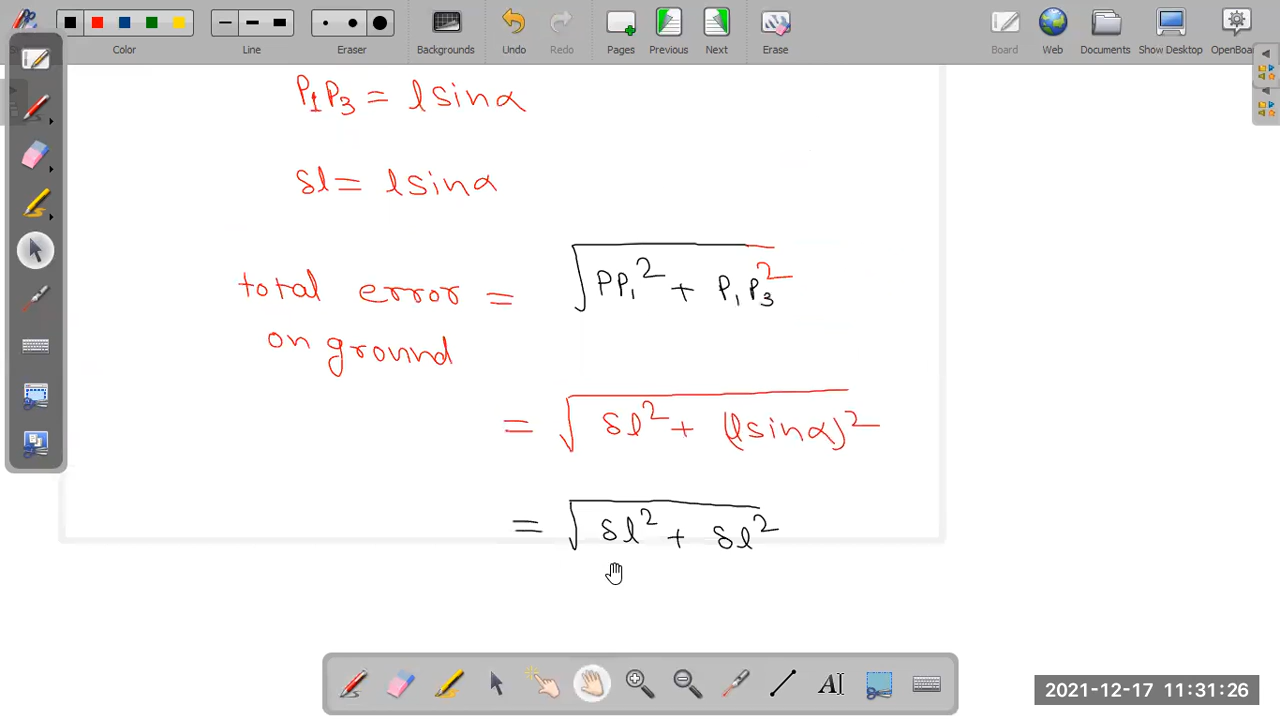 Color Line Eraser Backgrounds Undo Redo Pages Previous Next Erase Board Web Documents Show Desktop OpenBoard
P₁P₃ = l sinα
δl = l sinα
total error = √PP₁² + P₁P₃²
on ground
= √δl² + (l sinα)²
= √δl² + δl²
2021-12-17 11:31:26